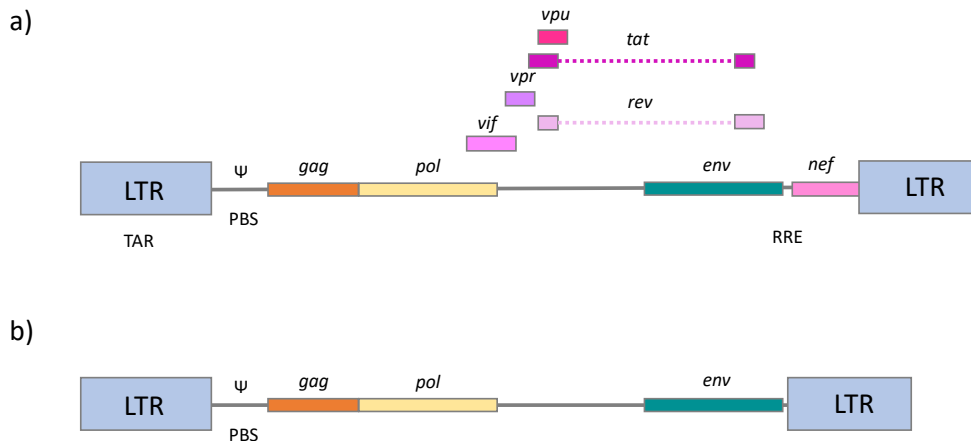 a)
vpu
tat
vpr
rev
vif
LTR Ψ gag pol env nef LTR
PBS
TAR RRE
b)
LTR Ψ gag pol env LTR
PBS